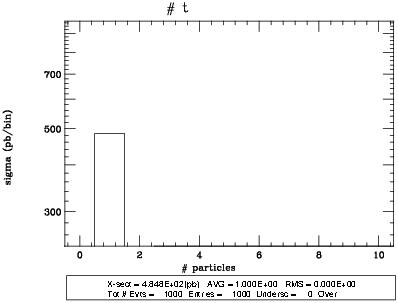 # t
700
500
300
sigma (pb/bin)
0 2 4 6 8 10
# particles
X-sect = 4.848E+02(pb) AVG = 1.000E+00 RMS = 0.000E+00
Tot # Evts = 1000 Entries = 1000 Undersc = 0 Over